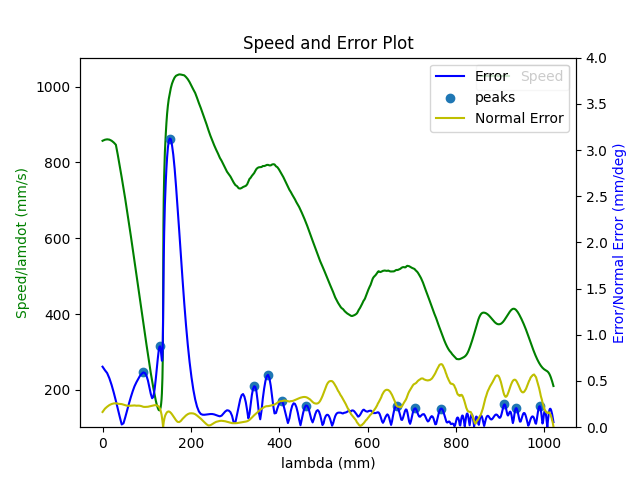 Speed and Error Plot
Speed/lamdot (mm/s)
1000
800
600
400
200
Error
Speed
peaks
Normal Error
4.0
3.5
3.0
2.5
2.0
1.5
1.0
0.5
0.0
Error/Normal Error (mm/deg)
0 200 400 600 800 1000
lambda (mm)